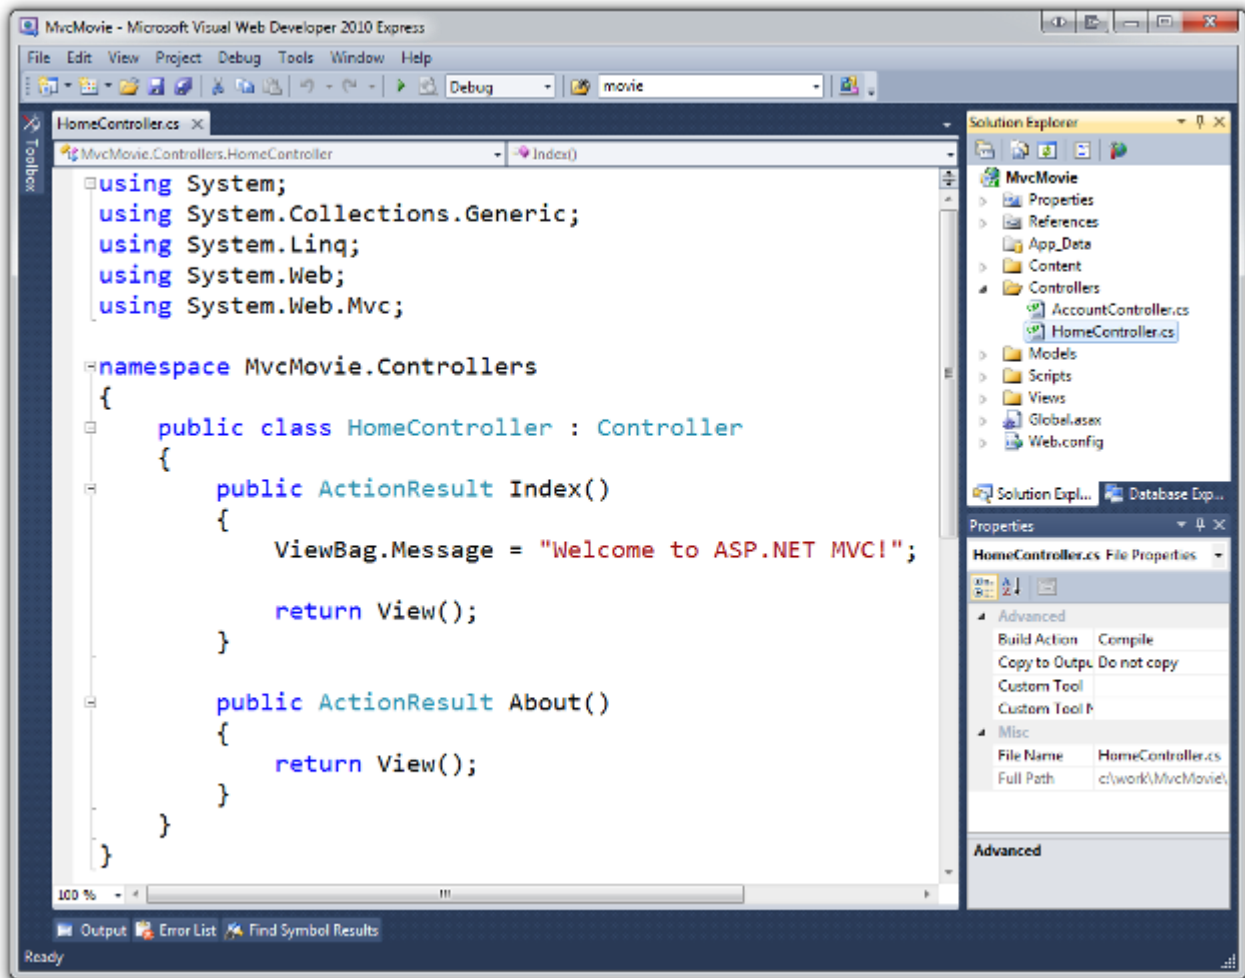 MvcMovie - Microsoft Visual Web Developer 2010 Express
File Edit View Project Debug Tools Window Help
Debug movie
Toolbox
HomeController.cs
MvcMovie.Controllers.HomeController Index()
using System;
using System.Collections.Generic;
using System.Linq;
using System.Web;
using System.Web.Mvc;
namespace MvcMovie.Controllers
{
public class HomeController : Controller
{
public ActionResult Index()
{
ViewBag.Message = "Welcome to ASP.NET MVC!";
return View();
}
public ActionResult About()
{
return View();
}
}
}
100 %
Solution Explorer
MvcMovie
Properties
References
App_Data
Content
Controllers
AccountController.cs
HomeController.cs
Models
Scripts
Views
Global.asax
Web.config
Solution Expl... Database Exp...
Properties
HomeController.cs File Properties
Advanced
Build Action Compile
Copy to Outpu Do not copy
Custom Tool
Custom Tool N
Misc
File Name HomeController.cs
Full Path c:\work\MvcMovie\
Advanced
Output Error List Find Symbol Results
Ready